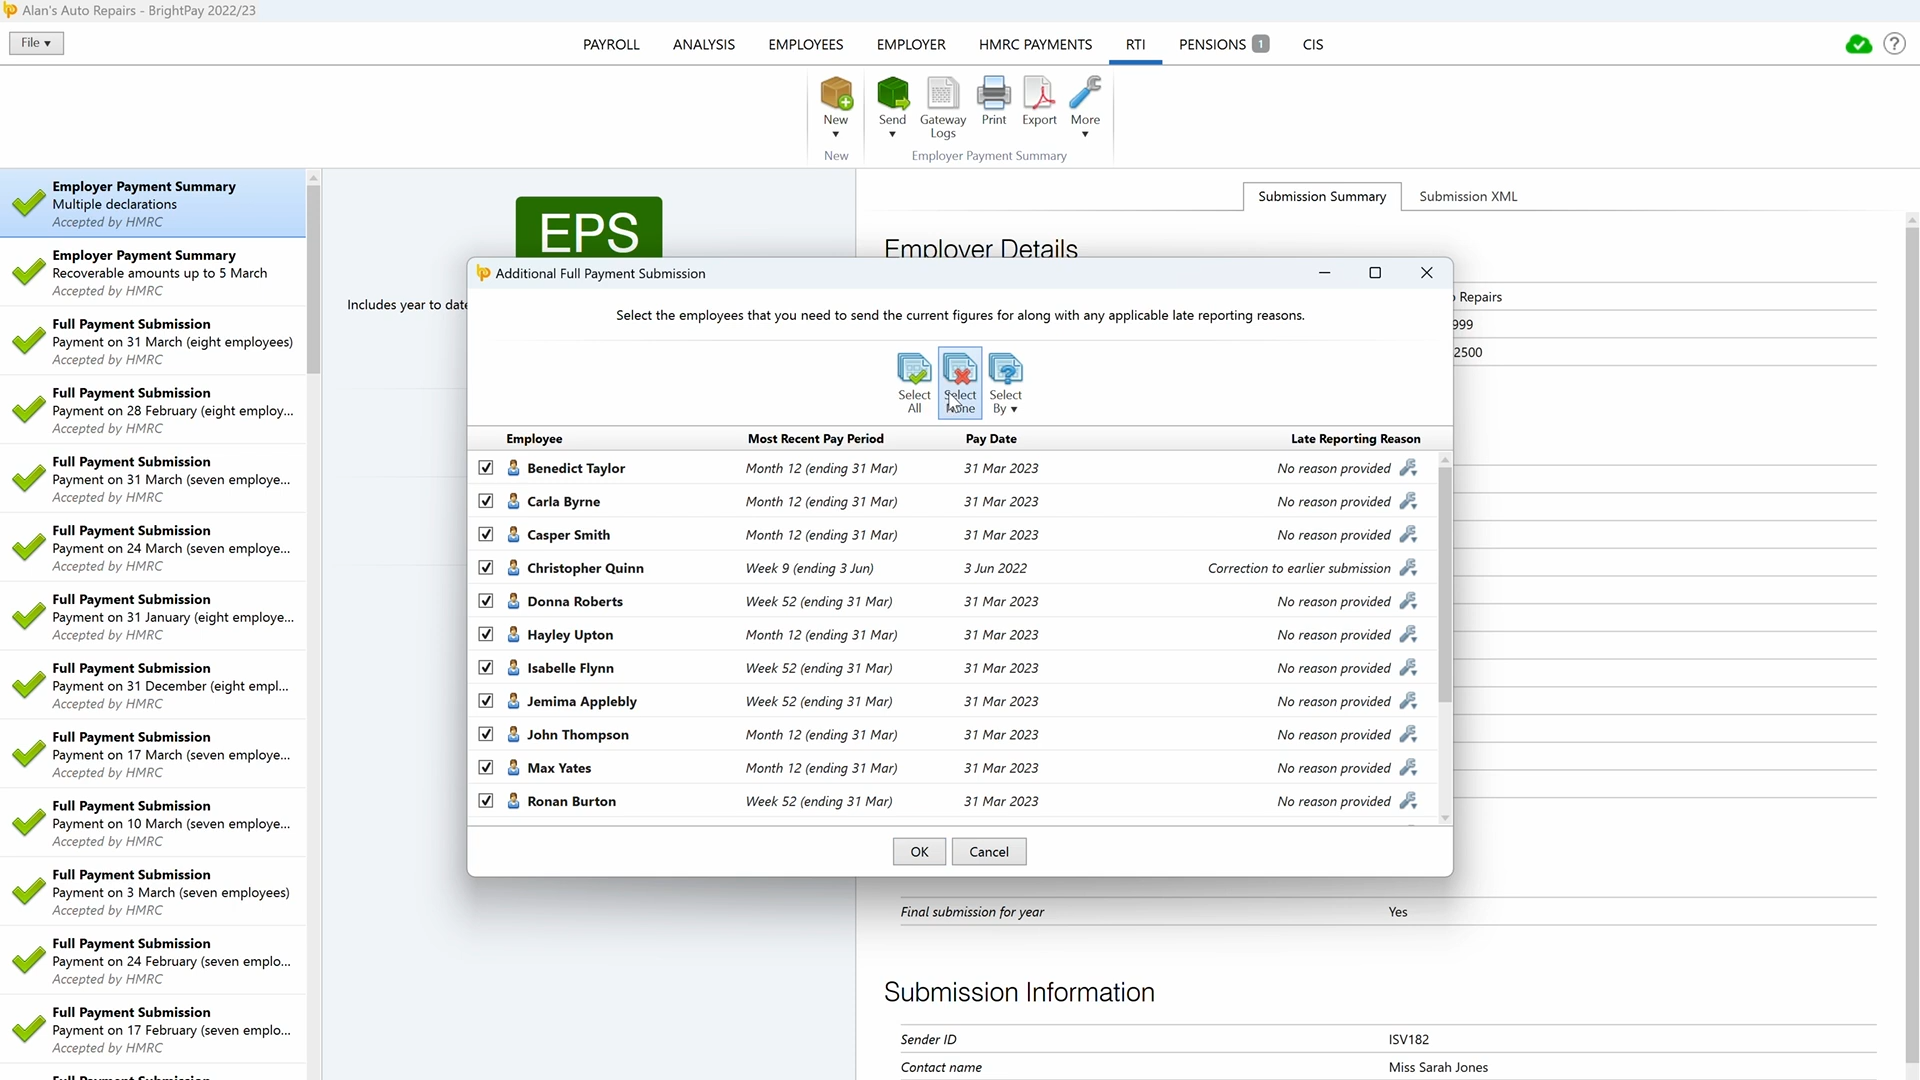 Alan's Auto Repairs - BrightPay 2022/23
File
PAYROLL
ANALYSIS
EMPLOYEES
EMPLOYER
HMRC PAYMENTS
RTI
PENSIONS 1
CIS
?
New
New
Send
Gateway
Logs
Print
Export
More
Employer Payment Summary
Employer Payment Summary
Multiple declarations
Accepted by HMRC
Employer Payment Summary
Recoverable amounts up to 5 March
Accepted by HMRC
Full Payment Submission
Payment on 31 March (eight employees)
Accepted by HMRC
Full Payment Submission
Payment on 28 February (eight employ...
Accepted by HMRC
Full Payment Submission
Payment on 31 March (seven employe...
Accepted by HMRC
Full Payment Submission
Payment on 24 March (seven employe...
Accepted by HMRC
Full Payment Submission
Payment on 31 January (eight employe...
Accepted by HMRC
Full Payment Submission
Payment on 31 December (eight empl...
Accepted by HMRC
Full Payment Submission
Payment on 17 March (seven employe...
Accepted by HMRC
Full Payment Submission
Payment on 10 March (seven employe...
Accepted by HMRC
Full Payment Submission
Payment on 3 March (seven employees)
Accepted by HMRC
Full Payment Submission
Payment on 24 February (seven emplo...
Accepted by HMRC
Full Payment Submission
Payment on 17 February (seven emplo...
Accepted by HMRC
EPS
Includes year to date
Submission Summary
Submission XML
Employer Details
Repairs
999
2500
Additional Full Payment Submission
Select the employees that you need to send the current figures for along with any applicable late reporting reasons.
Select
All
Select
None
?
Select
By
Employee Most Recent Pay Period Pay Date Late Reporting Reason
Benedict Taylor Month 12 (ending 31 Mar) 31 Mar 2023 No reason provided
Carla Byrne Month 12 (ending 31 Mar) 31 Mar 2023 No reason provided
Casper Smith Month 12 (ending 31 Mar) 31 Mar 2023 No reason provided
Christopher Quinn Week 9 (ending 3 Jun) 3 Jun 2022 Correction to earlier submission
Donna Roberts Week 52 (ending 31 Mar) 31 Mar 2023 No reason provided
Hayley Upton Month 12 (ending 31 Mar) 31 Mar 2023 No reason provided
Isabelle Flynn Week 52 (ending 31 Mar) 31 Mar 2023 No reason provided
Jemima Applebly Week 52 (ending 31 Mar) 31 Mar 2023 No reason provided
John Thompson Month 12 (ending 31 Mar) 31 Mar 2023 No reason provided
Max Yates Month 12 (ending 31 Mar) 31 Mar 2023 No reason provided
Ronan Burton Week 52 (ending 31 Mar) 31 Mar 2023 No reason provided
OK
Cancel
Final submission for year Yes
Submission Information
Sender ID ISV182
Contact name Miss Sarah Jones